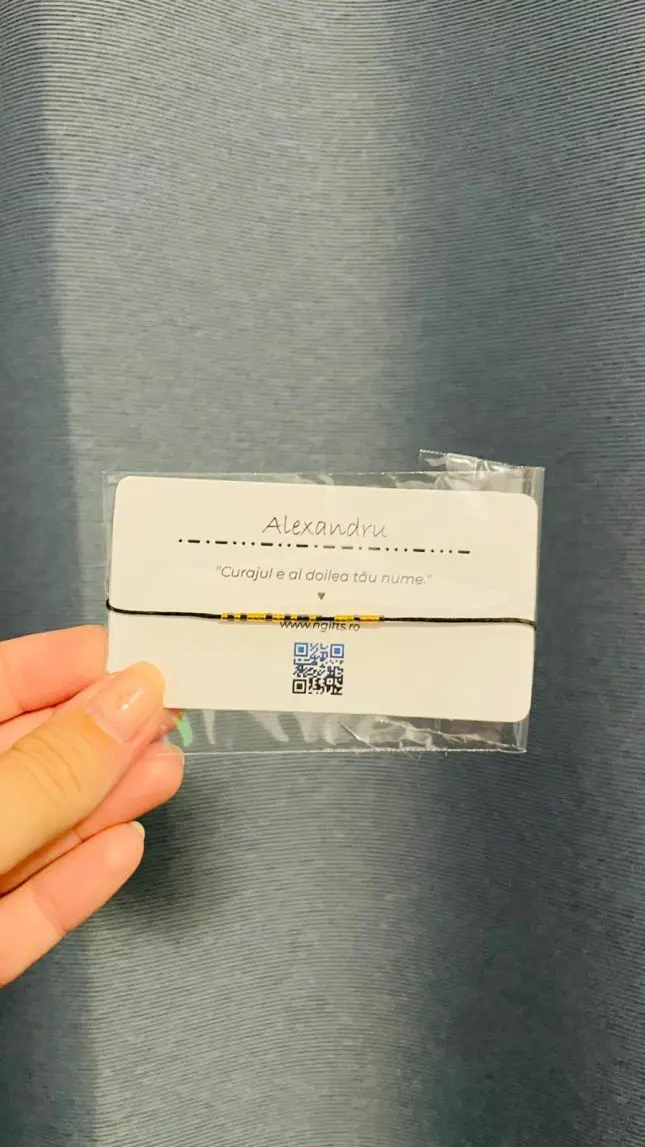 Alexandru
"Curajul e al doilea tău nume."
www.ngifts.ro